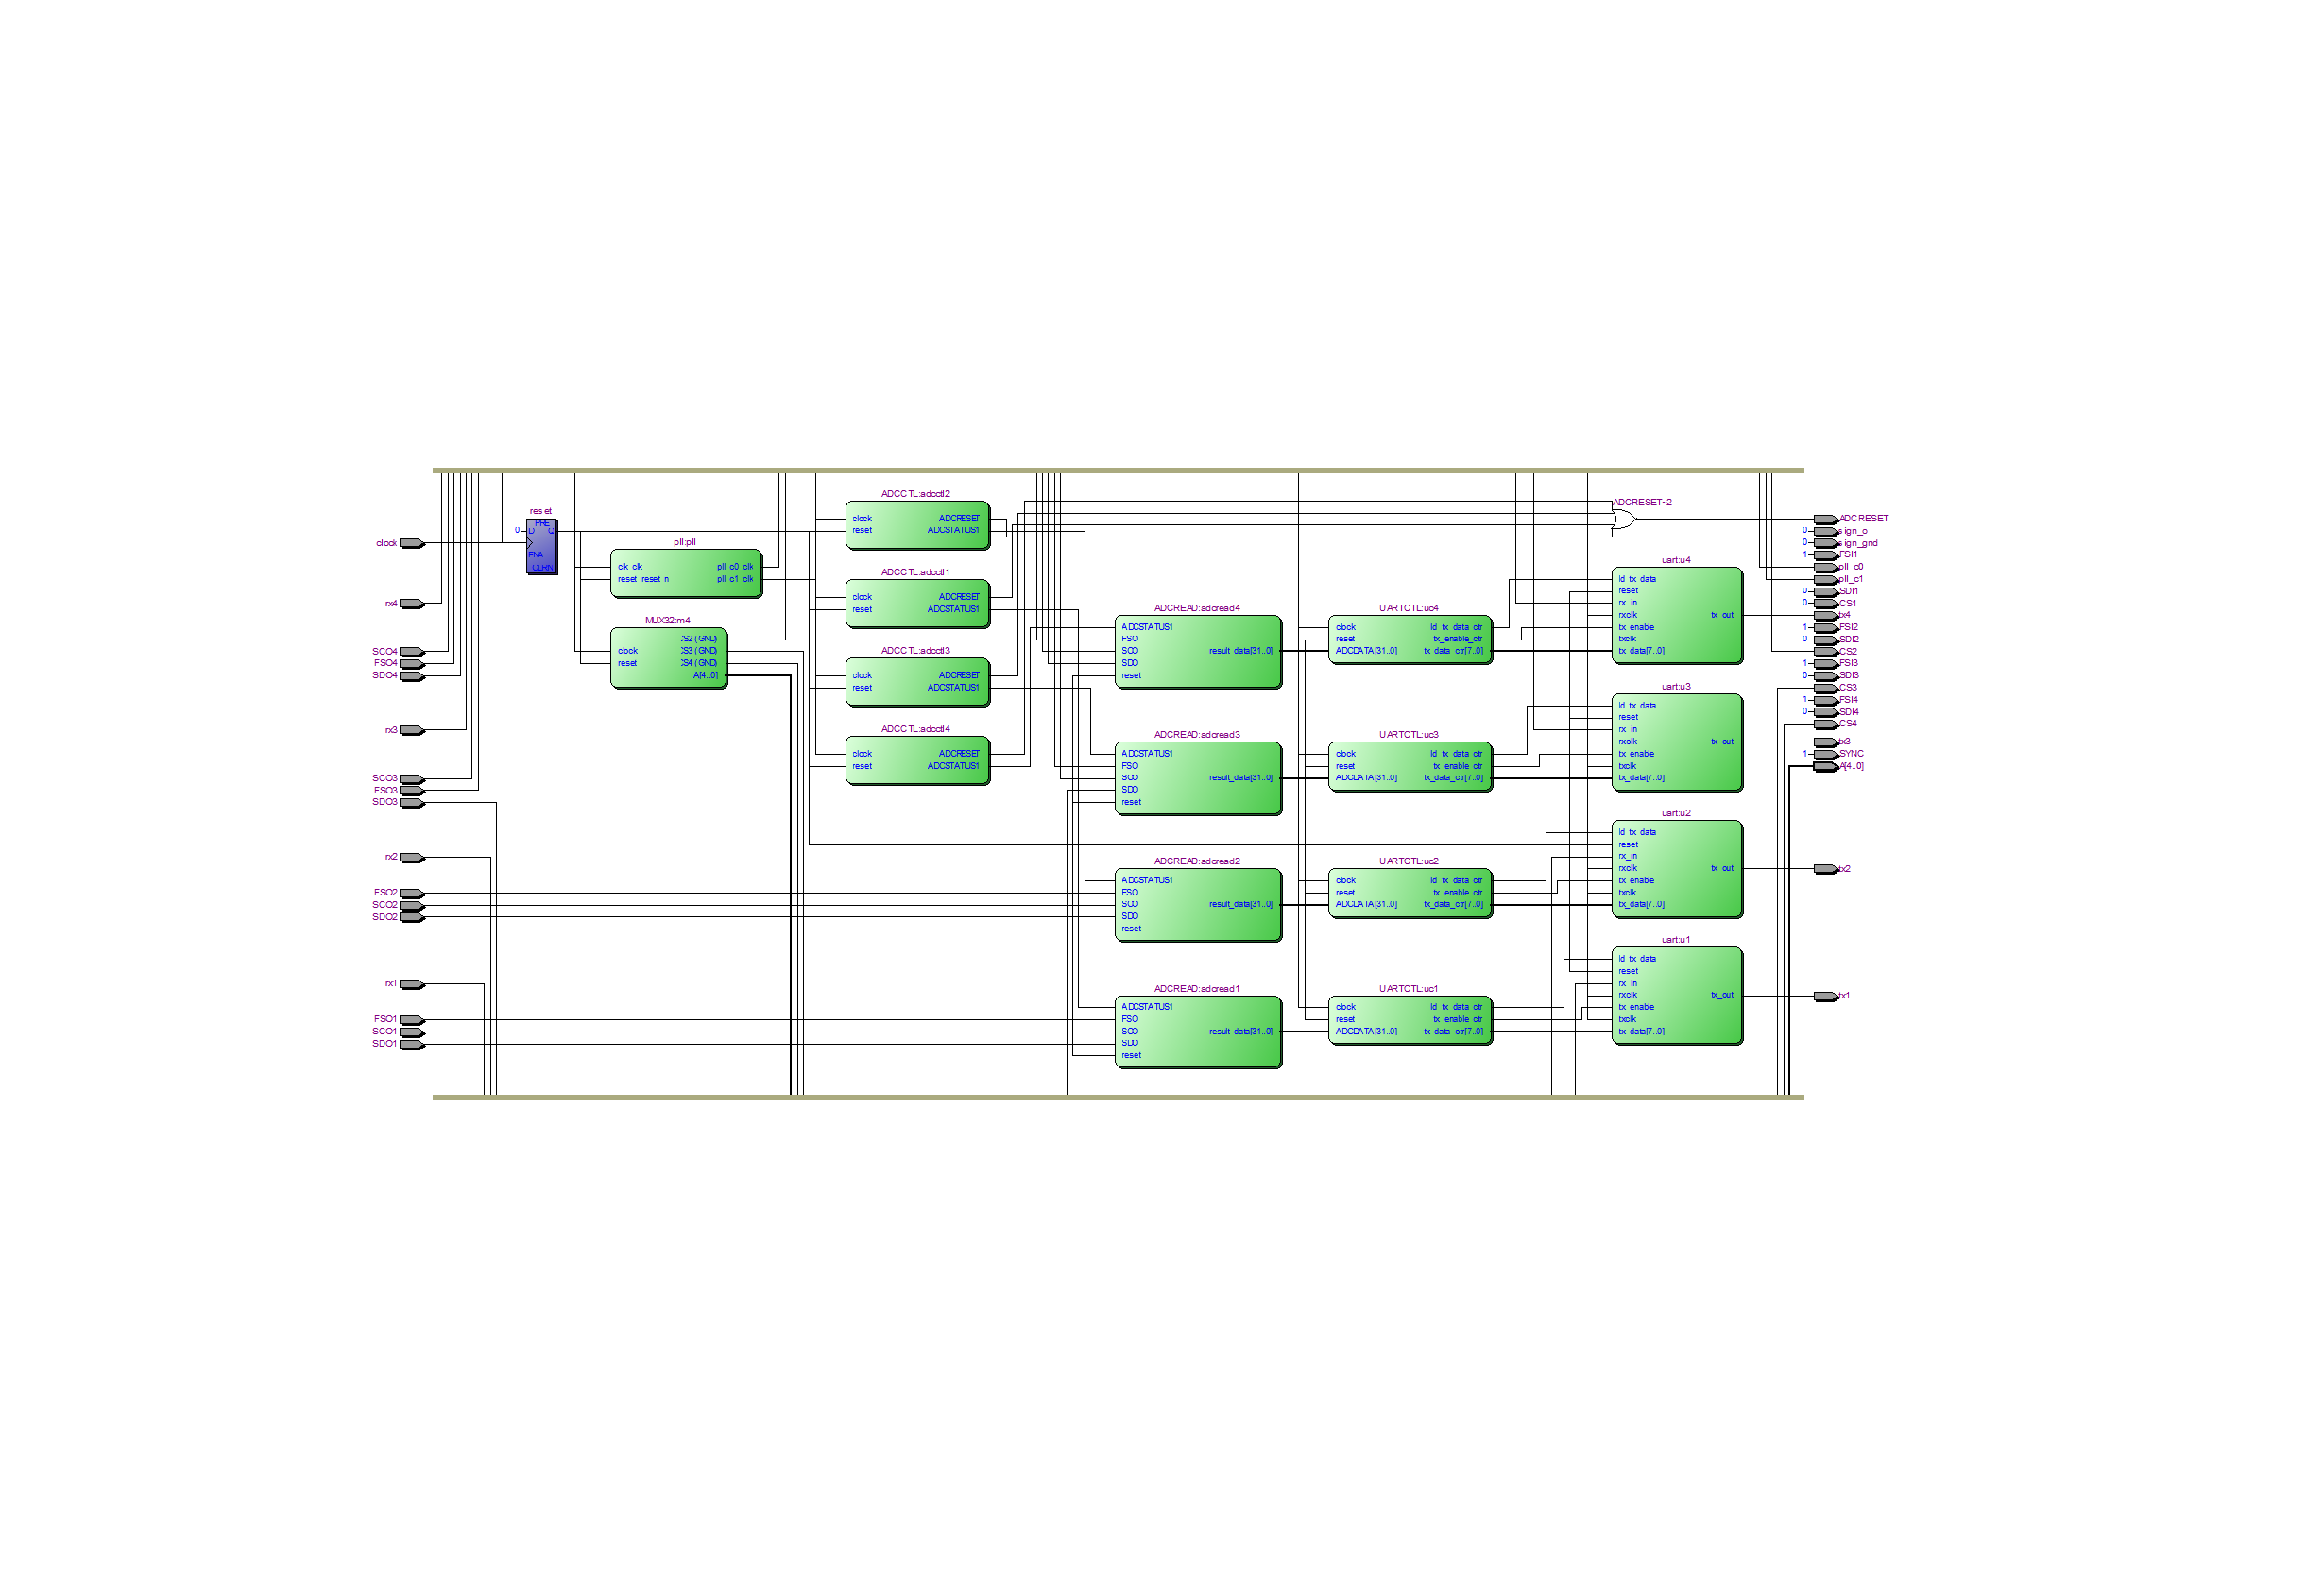 clock
rx4
SCO4
FSO4
SDO4
rx3
SCO3
FSO3
SDO3
rx2
FSO2
SCO2
SDO2
rx1
FSO1
SCO1
SDO1
reset
PRE
0 D
ENA
CLRN
pll:pll
clk_clk pll_c0_clk
reset_reset_n pll_c1_clk
MUX32:m4
CS2 (GND)
clock CS3 (GND)
reset CS4 (GND)
A[4..0]
ADCCTL:adcctl2
clock ADCRESET
reset ADCSTATUS1
ADCCTL:adcctl1
clock ADCRESET
reset ADCSTATUS1
ADCCTL:adcctl3
clock ADCRESET
reset ADCSTATUS1
ADCCTL:adcctl4
clock ADCRESET
reset ADCSTATUS1
ADCREAD:adcread4
ADCSTATUS1
FSO
SCO result_data[31..0]
SDO
reset
ADCREAD:adcread3
ADCSTATUS1
FSO
SCO result_data[31..0]
SDO
reset
ADCREAD:adcread2
ADCSTATUS1
FSO
SCO result_data[31..0]
SDO
reset
ADCREAD:adcread1
ADCSTATUS1
FSO
SCO result_data[31..0]
SDO
reset
UARTCTL:uc4
clock ld_tx_data_ctr
reset tx_enable_ctr
ADCDATA[31..0] tx_data_ctr[7..0]
UARTCTL:uc3
clock ld_tx_data_ctr
reset tx_enable_ctr
ADCDATA[31..0] tx_data_ctr[7..0]
UARTCTL:uc2
clock ld_tx_data_ctr
reset tx_enable_ctr
ADCDATA[31..0] tx_data_ctr[7..0]
UARTCTL:uc1
clock ld_tx_data_ctr
reset tx_enable_ctr
ADCDATA[31..0] tx_data_ctr[7..0]
ADCRESET~2
uart:u4
ld_tx_data
reset
rx_in
rxclk tx_out
tx_enable
txclk
tx_data[7..0]
uart:u3
ld_tx_data
reset
rx_in
rxclk tx_out
tx_enable
txclk
tx_data[7..0]
uart:u2
ld_tx_data
reset
rx_in
rxclk tx_out
tx_enable
txclk
tx_data[7..0]
uart:u1
ld_tx_data
reset
rx_in
rxclk tx_out
tx_enable
txclk
tx_data[7..0]
ADCRESET
0 sign_o
0 sign_gnd
1 FSI1
pll_c0
pll_c1
0 SDI1
0 CS1
tx4
1 FSI2
0 SDI2
CS2
1 FSI3
0 SDI3
CS3
1 FSI4
0 SDI4
CS4
tx3
1 SYNC
A[4..0]
tx2
tx1